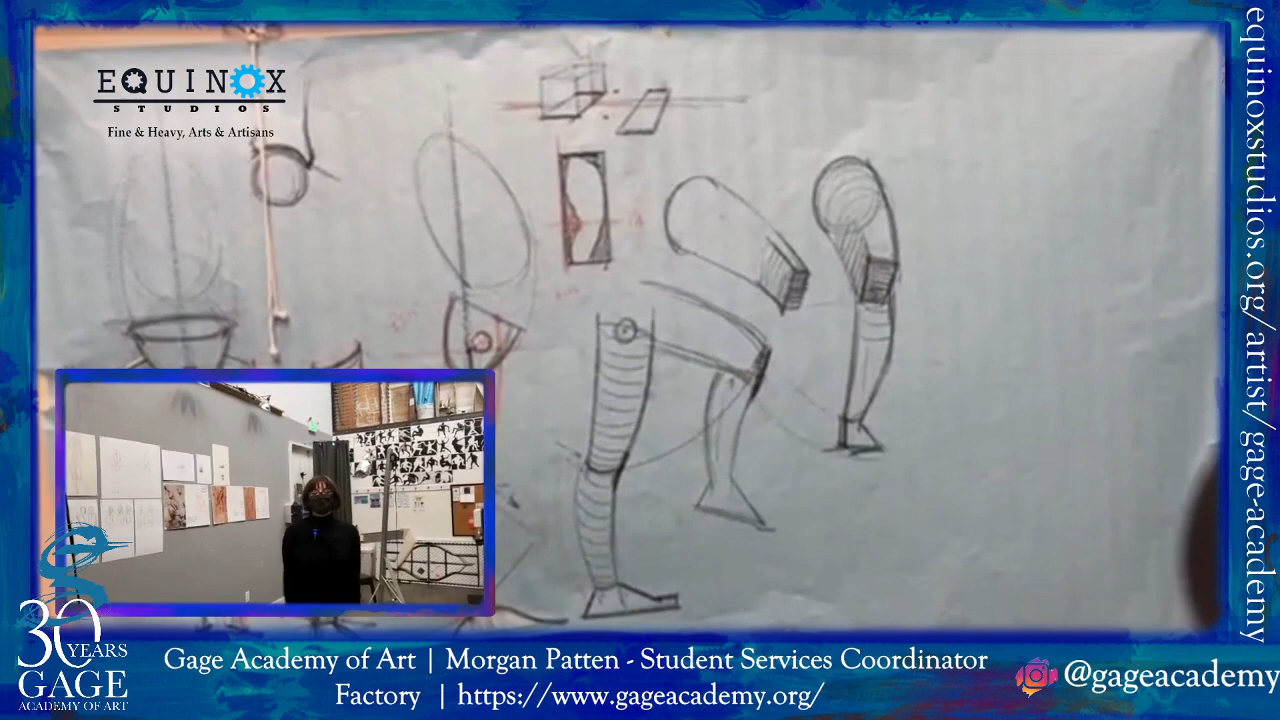 EQUINOX
STUDIOS
Fine & Heavy, Arts & Artisans
equinoxstudios.org/artist/gage-academy
30 YEARS
GAGE
ACADEMY OF ART
Gage Academy of Art | Morgan Patten - Student Services Coordinator
Factory | https://www.gageacademy.org/
@gageacademy